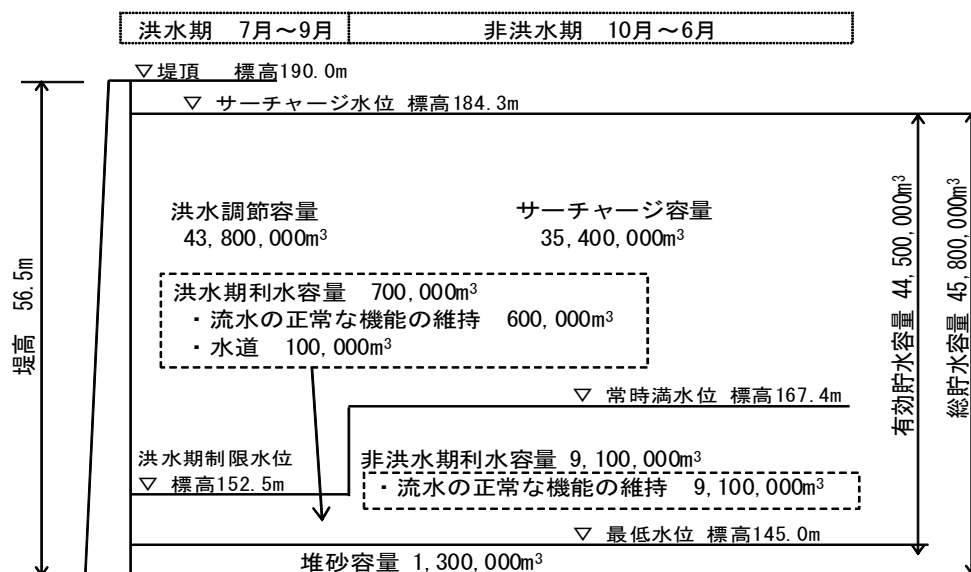 洪水期 7月～9月
非洪水期 10月～6月
▽堤頂 標高190.0m
▽ サーチャージ水位 標高184.3m
洪水調節容量
43,800,000m³
サーチャージ容量
35,400,000m³
洪水期利水容量 700,000m³
・流水の正常な機能の維持 600,000m³
・水道 100,000m³
堤高 56.5m
有効貯水容量 44,500,000m³
総貯水容量 45,800,000m³
▽ 常時満水位 標高167.4m
洪水期制限水位
▽ 標高152.5m
非洪水期利水容量 9,100,000m³
・流水の正常な機能の維持 9,100,000m³
▽ 最低水位 標高145.0m
堆砂容量 1,300,000m³